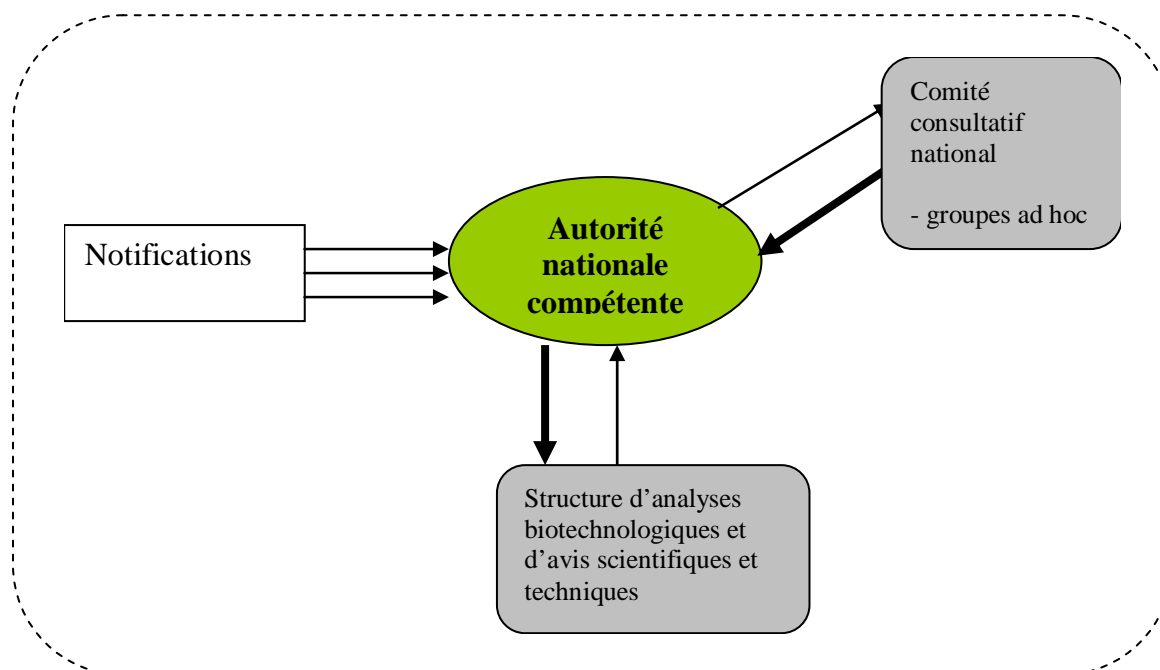 Comité
consultatif
national
- groupes ad hoc
Notifications
Autorité
nationale
compétente
Structure d'analyses
biotechnologiques et
d'avis scientifiques et
techniques